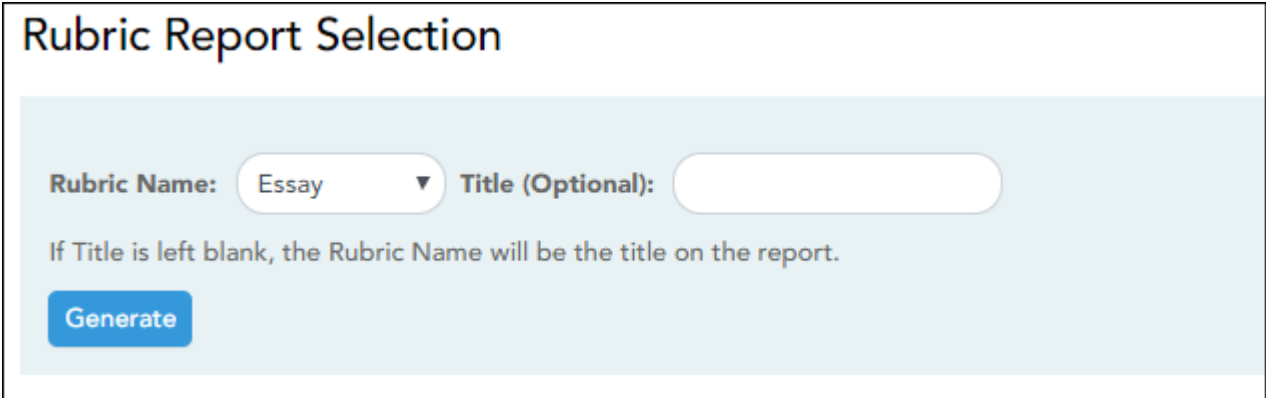 Rubric Report Selection
Rubric Name: Essay Title (Optional):
If Title is left blank, the Rubric Name will be the title on the report.
Generate